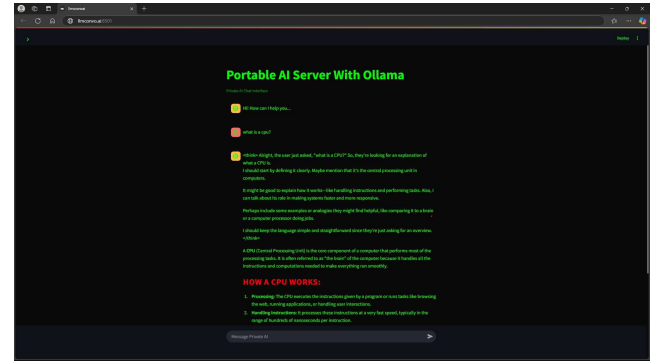 Deploy
Portable AI Server With Ollama
Private AI Chat Interface
Hi! How can I help you...
what is a cpu?
<think> Alright, the user just asked, "what is a CPU?" So, they're looking for an explanation of
what a CPU is.
I should start by defining it clearly. Maybe mention that it's the central processing unit in
computers.
It might be good to explain how it works—like handling instructions and performing tasks. Also, I
can talk about its role in making systems faster and more responsive.
Perhaps include some examples or analogies they might find helpful, like comparing it to a brain
or a computer processor doing jobs.
I should keep the language simple and straightforward since they're just asking for an overview.
</think>
A CPU (Central Processing Unit) is the core component of a computer that performs most of the
processing tasks. It is often referred to as "the brain" of the computer because it handles all the
instructions and computations needed to make everything run smoothly.
HOW A CPU WORKS:
1. Processing: The CPU executes the instructions given by a program or runs tasks like browsing
the web, running applications, or handling user interactions.
2. Handling Instructions: It processes these instructions at a very fast speed, typically in the
range of hundreds of nanoseconds per instruction.
Message Private AI